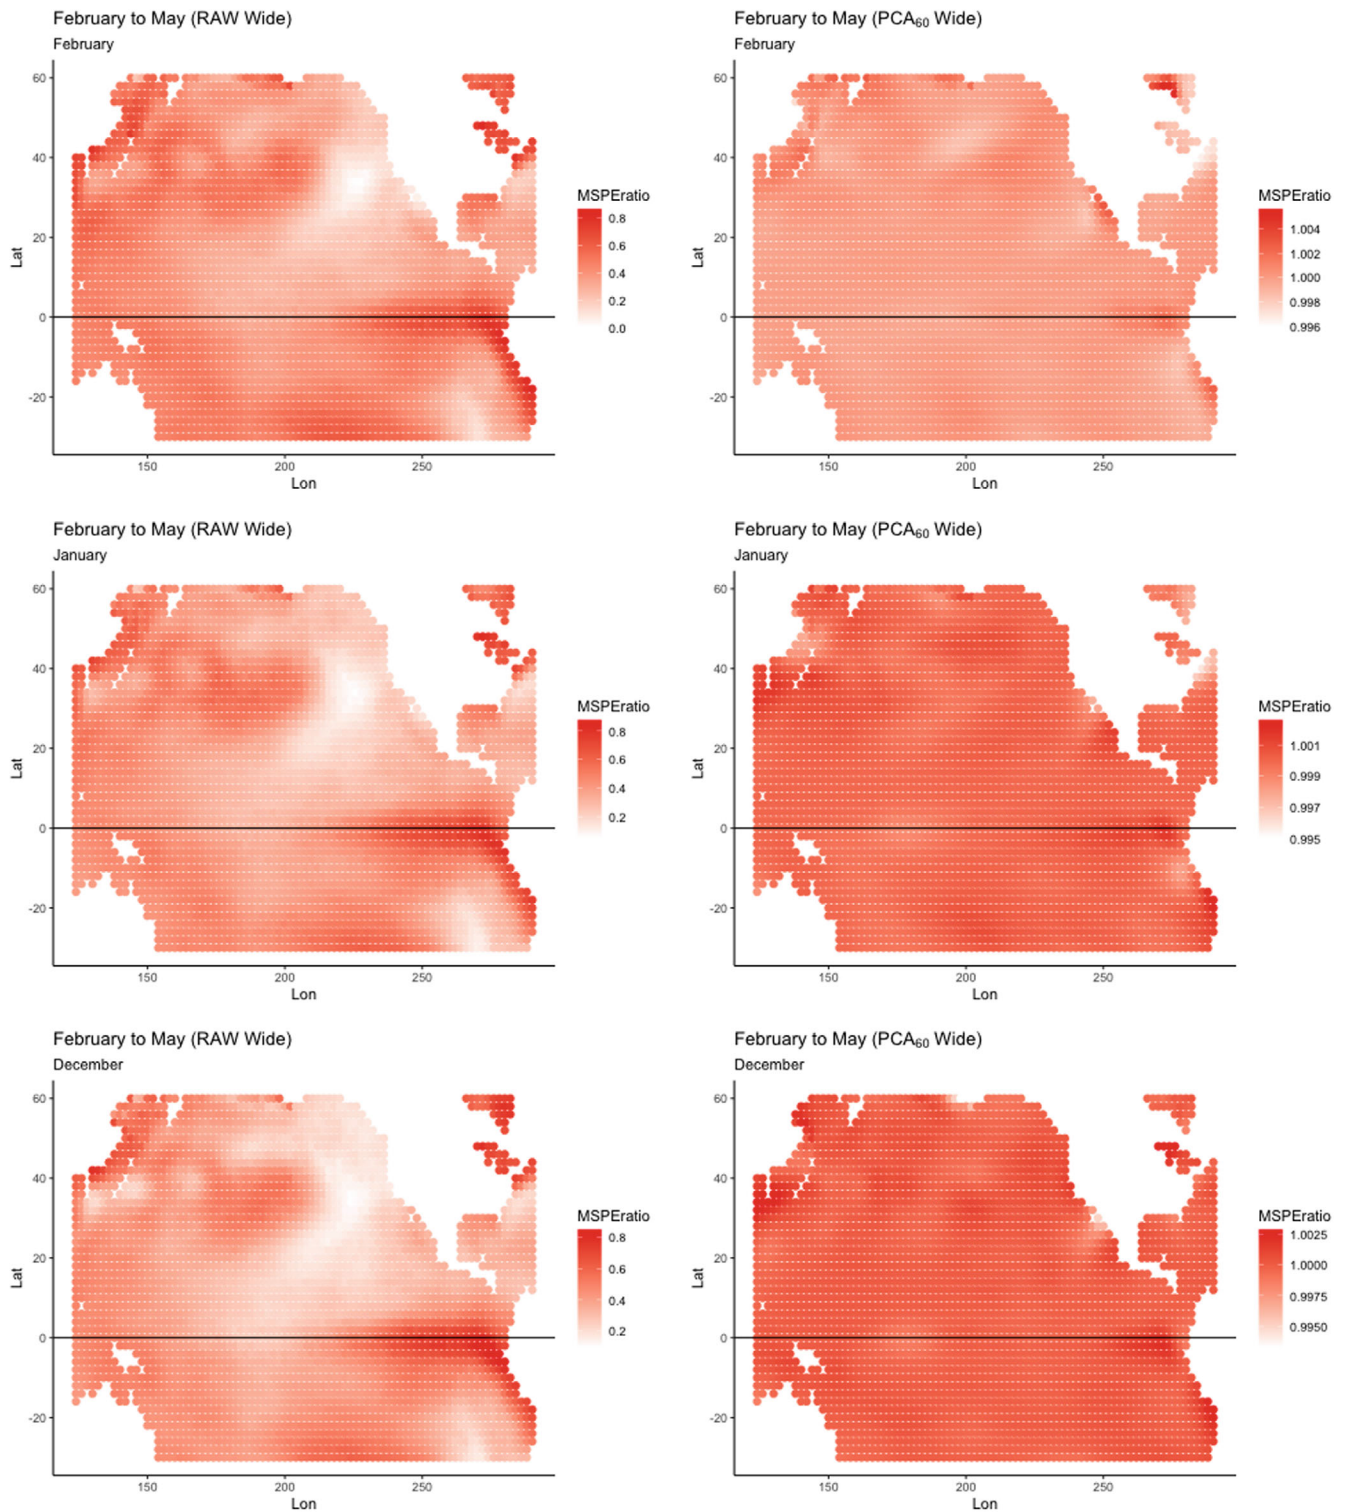 February to May (RAW Wide)
February
60
40
20
0
-20
Lat
150
200
250
Lon
MSPEratio
0.8
0.6
0.4
0.2
0.0
February to May (PCA₆₀ Wide)
February
60
40
20
0
-20
Lat
150
200
250
Lon
MSPEratio
1.004
1.002
1.000
0.998
0.996
February to May (RAW Wide)
January
60
40
20
0
-20
Lat
150
200
250
Lon
MSPEratio
0.8
0.6
0.4
0.2
February to May (PCA₆₀ Wide)
January
60
40
20
0
-20
Lat
150
200
250
Lon
MSPEratio
1.001
0.999
0.997
0.995
February to May (RAW Wide)
December
60
40
20
0
-20
Lat
150
200
250
Lon
MSPEratio
0.8
0.6
0.4
0.2
February to May (PCA₆₀ Wide)
December
60
40
20
0
-20
Lat
150
200
250
Lon
MSPEratio
1.0025
1.0000
0.9975
0.9950